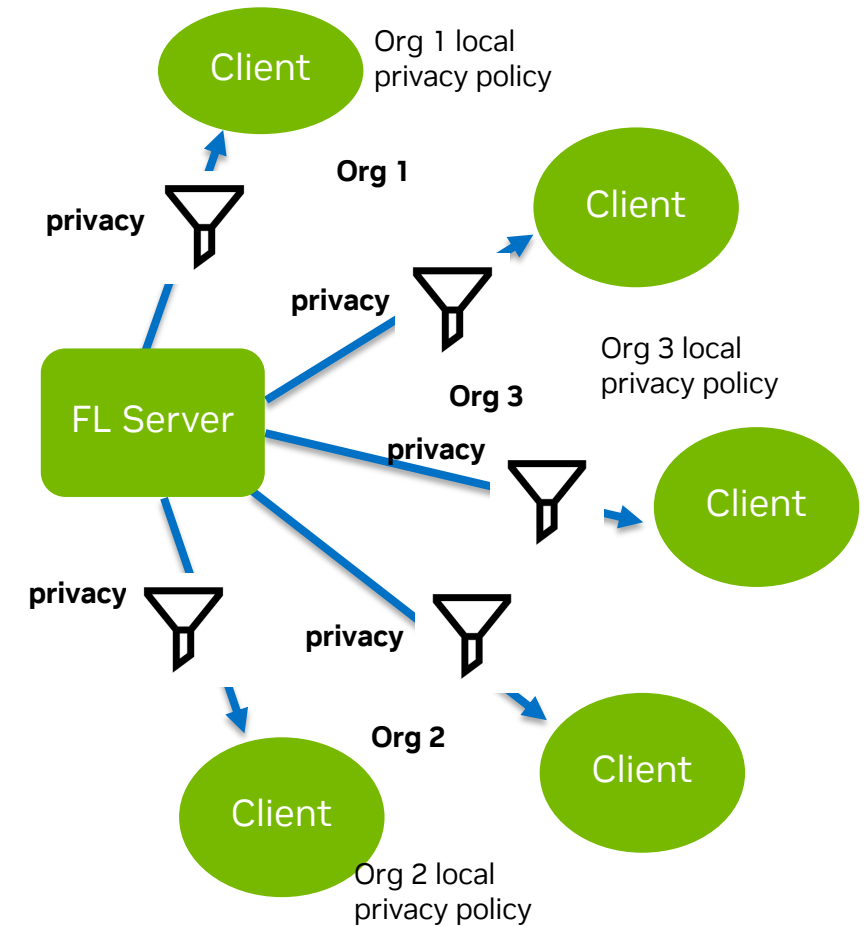 Client
Org 1 local
privacy policy
Org 1
privacy
Client
privacy
Org 3 local
privacy policy
Org 3
FL Server
privacy
Client
privacy
privacy
Org 2
Client
Client
Org 2 local
privacy policy